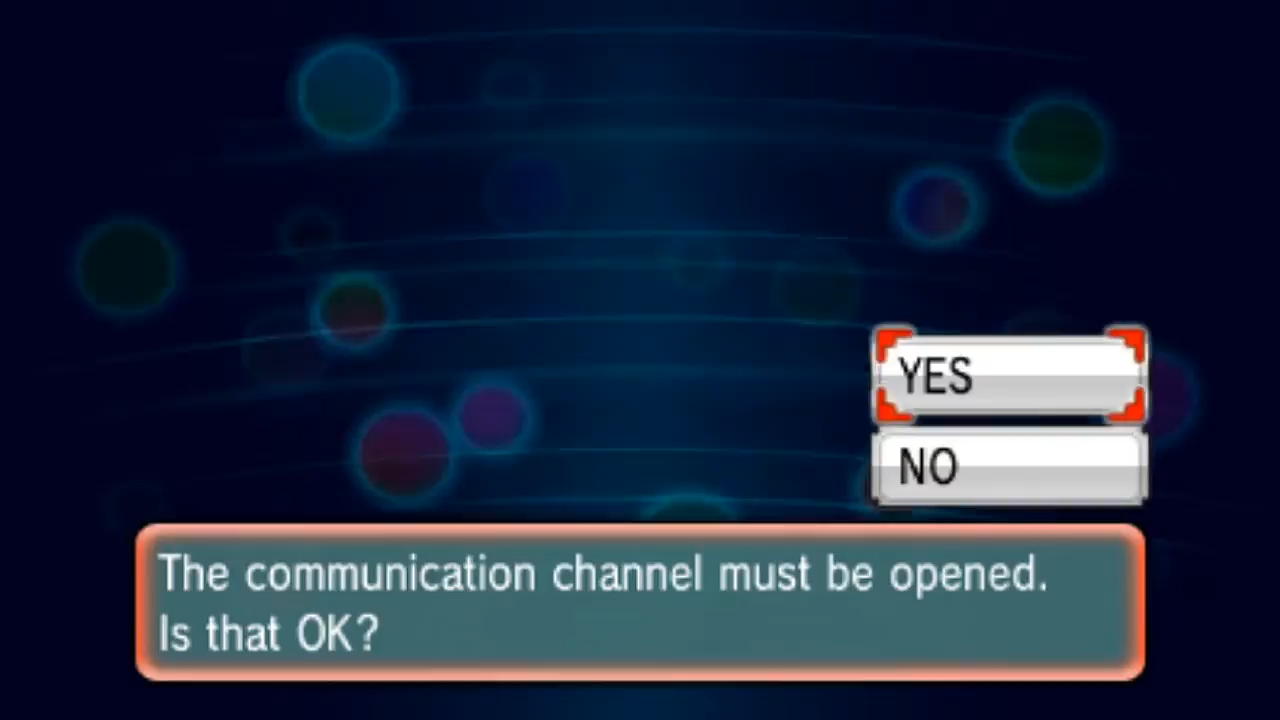 YES
NO
The communication channel must be opened.
Is that OK?